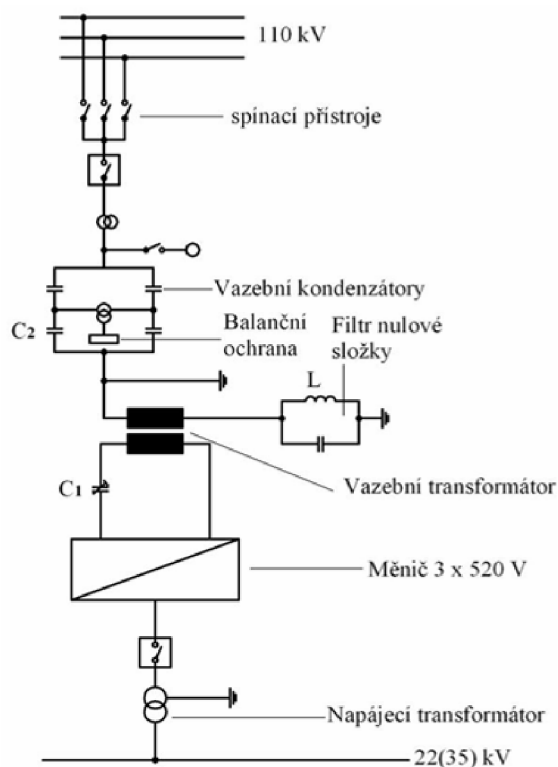 110 kV
spínací přístroje
Vazební kondenzátory
C2
Balanční
ochrana
Filtr nulové
složky
L
C1
Vazební transformátor
Měnič 3 x 520 V
Napájecí transformátor
22(35) kV